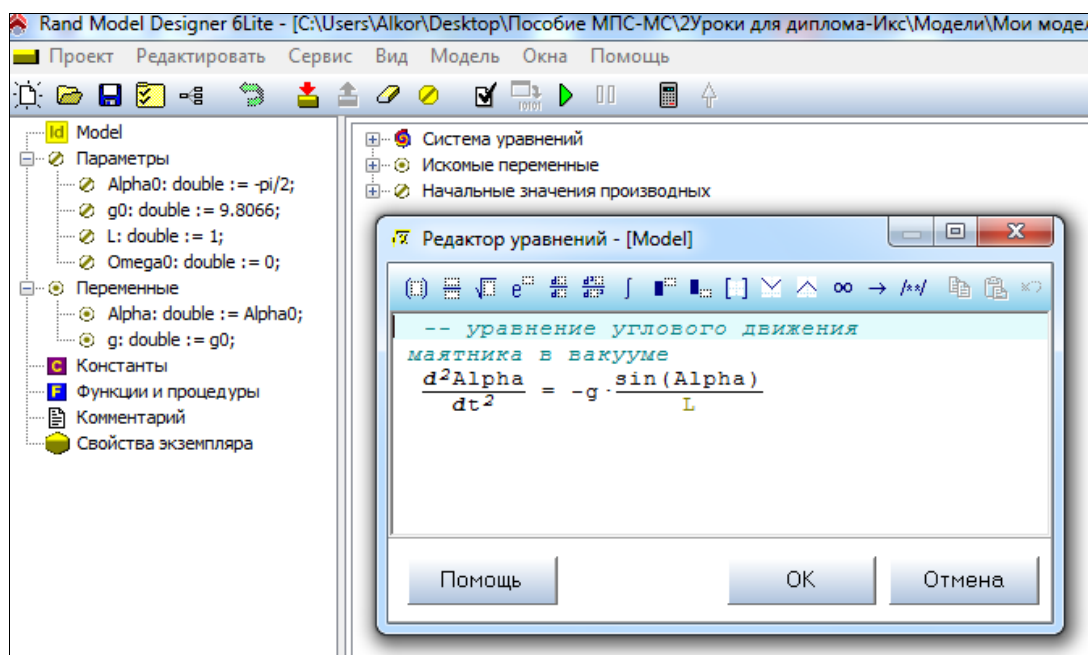 Rand Model Designer 6Lite - [C:\Users\Alkor\Desktop\Пособие МПС-МС\2Уроки для диплома-Икс\Модели\Мои модел
Проект Редактировать Сервис Вид Модель Окна Помощь
Id Model
Параметры
Alpha0: double := -pi/2;
g0: double := 9.8066;
L: double := 1;
Omega0: double := 0;
Переменные
Alpha: double := Alpha0;
g: double := g0;
C Константы
F Функции и процедуры
Комментарий
Свойства экземпляра
Система уравнений
Искомые переменные
Начальные значения производных
Редактор уравнений - [Model]
-- уравнение углового движения
маятника в вакууме
d²Alpha/dt² = -g·sin(Alpha)/L
Помощь OK Отмена